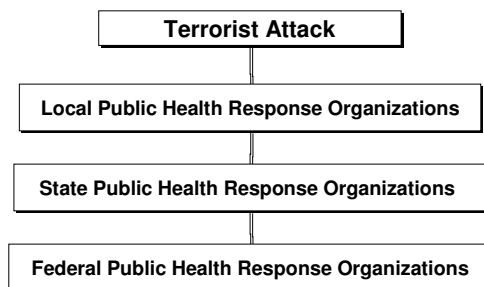 Terrorist Attack
Local Public Health Response Organizations
State Public Health Response Organizations
Federal Public Health Response Organizations